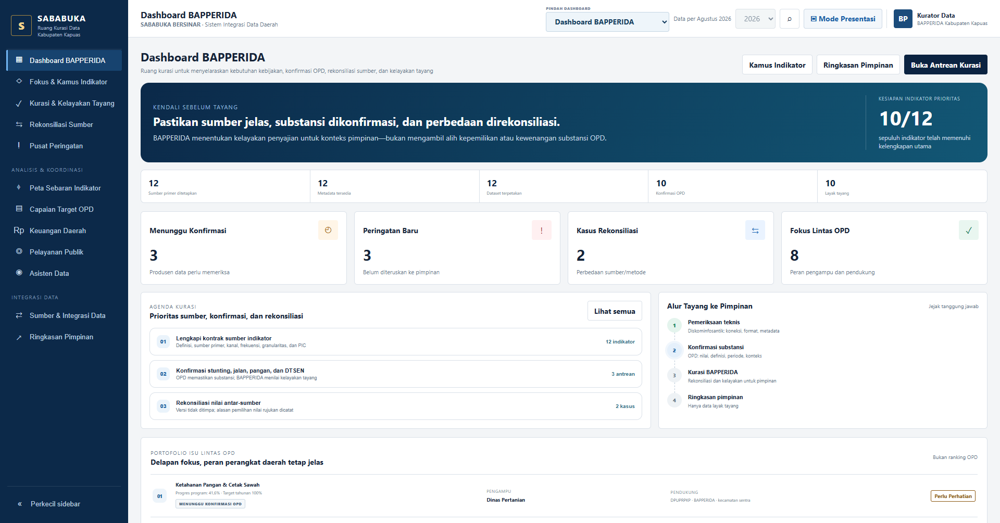 S
SABABUKA
Ruang Kurasi Data
Kabupaten Kapuas
Dashboard BAPPERIDA
Fokus & Kamus Indikator
Kurasi & Kelayakan Tayang
Rekonsiliasi Sumber
Pusat Peringatan
ANALISIS & KOORDINASI
Peta Sebaran Indikator
Capaian Target OPD
Rp Keuangan Daerah
Pelayanan Publik
Asisten Data
INTEGRASI DATA
Sumber & Integrasi Data
Ringkasan Pimpinan
« Perkecil sidebar
Dashboard BAPPERIDA
SABABUKA BERSINAR · Sistem Integrasi Data Daerah
PINDAH DASHBOARD
Dashboard BAPPERIDA
Data per Agustus 2026
2026
Mode Presentasi
BP
Kurator Data
BAPPERIDA Kabupaten Kapuas
Dashboard BAPPERIDA
Ruang kurasi untuk menyelaraskan kebutuhan kebijakan, konfirmasi OPD, rekonsiliasi sumber, dan kelayakan tayang
Kamus Indikator
Ringkasan Pimpinan
Buka Antrean Kurasi
KENDALI SEBELUM TAYANG
Pastikan sumber jelas, substansi dikonfirmasi, dan perbedaan direkonsiliasi.
BAPPERIDA menentukan kelayakan penyajian untuk konteks pimpinan—bukan mengambil alih kepemilikan atau kewenangan substansi OPD.
KESIAPAN INDIKATOR PRIORITAS
10/12
sepuluh indikator telah memenuhi
kelengkapan utama
12
Sumber primer ditetapkan
12
Metadata tersedia
12
Dataset terpetakan
10
Konfirmasi OPD
10
Layak tayang
Menunggu Konfirmasi
3
Produsen data perlu memeriksa
Peringatan Baru
!
3
Belum diteruskan ke pimpinan
Kasus Rekonsiliasi
2
Perbedaan sumber/metode
Fokus Lintas OPD
8
Peran pengampu dan pendukung
AGENDA KURASI
Prioritas sumber, konfirmasi, dan rekonsiliasi
Lihat semua
01
Lengkapi kontrak sumber indikator
Definisi, sumber primer, kanal, frekuensi, granularitas, dan PIC
12 indikator
02
Konfirmasi stunting, jalan, pangan, dan DTSEN
OPD memastikan substansi; BAPPERIDA menilai kelayakan tayang
3 antrean
03
Rekonsiliasi nilai antar-sumber
Versi tidak ditimpa; alasan pemilihan nilai rujukan dicatat
2 kasus
Alur Tayang ke Pimpinan
Jejak tanggung jawab
1
Pemeriksaan teknis
Diskominfosantik: koneksi, format, metadata
2
Konfirmasi substansi
OPD: nilai, definisi, periode, konteks
3
Kurasi BAPPERIDA
Rekonsiliasi dan kelayakan untuk pimpinan
4
Ringkasan pimpinan
Hanya data layak tayang
PORTOFOLIO ISU LINTAS OPD
Delapan fokus, peran perangkat daerah tetap jelas
Bukan ranking OPD
01
Ketahanan Pangan & Cetak Sawah
Progres program: 41,6% · Target tahunan 100%
MENUNGGU KONFIRMASI OPD
PENGAMPU
Dinas Pertanian
PENDUKUNG
DPUPRPKP · BAPPERIDA · kecamatan sentra
Perlu Perhatian